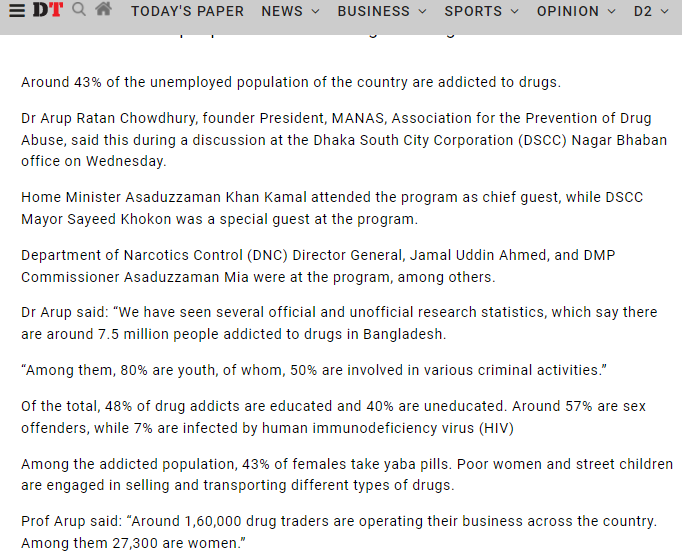 DT TODAY'S PAPER NEWS BUSINESS SPORTS OPINION D2
Around 43% of the unemployed population of the country are addicted to drugs.
Dr Arup Ratan Chowdhury, founder President, MANAS, Association for the Prevention of Drug
Abuse, said this during a discussion at the Dhaka South City Corporation (DSCC) Nagar Bhaban
office on Wednesday.
Home Minister Asaduzzaman Khan Kamal attended the program as chief guest, while DSCC
Mayor Sayeed Khokon was a special guest at the program.
Department of Narcotics Control (DNC) Director General, Jamal Uddin Ahmed, and DMP
Commissioner Asaduzzaman Mia were at the program, among others.
Dr Arup said: “We have seen several official and unofficial research statistics, which say there
are around 7.5 million people addicted to drugs in Bangladesh.
“Among them, 80% are youth, of whom, 50% are involved in various criminal activities.”
Of the total, 48% of drug addicts are educated and 40% are uneducated. Around 57% are sex
offenders, while 7% are infected by human immunodeficiency virus (HIV)
Among the addicted population, 43% of females take yaba pills. Poor women and street children
are engaged in selling and transporting different types of drugs.
Prof Arup said: “Around 1,60,000 drug traders are operating their business across the country.
Among them 27,300 are women.”